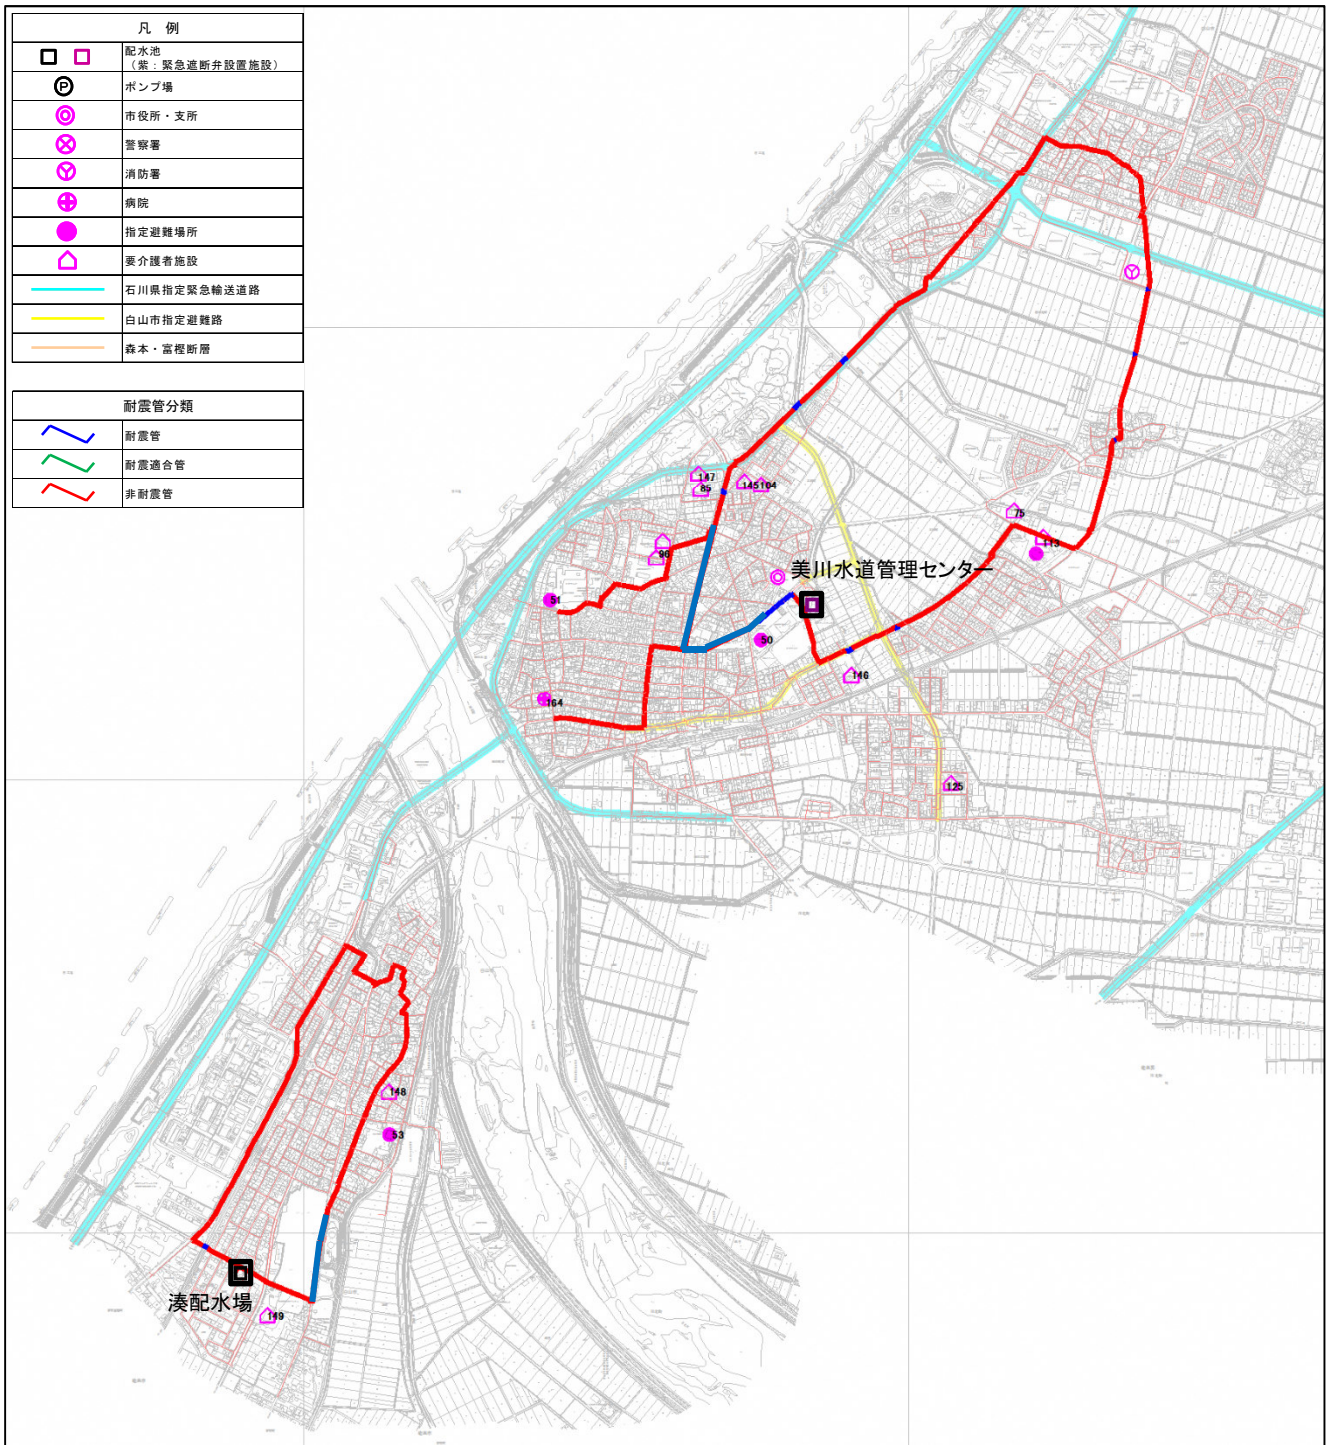 凡 例
配水池
（紫：緊急遮断弁設置施設）
P
ポンプ場
市役所・支所
警察署
消防署
病院
指定避難場所
要介護者施設
石川県指定緊急輸送道路
白山市指定避難路
森本・富樫断層
耐震管分類
耐震管
耐震適合管
非耐震管
147
85
145
104
75
113
96
美川水道管理センター
51
50
146
164
125
148
53
湊配水場
149